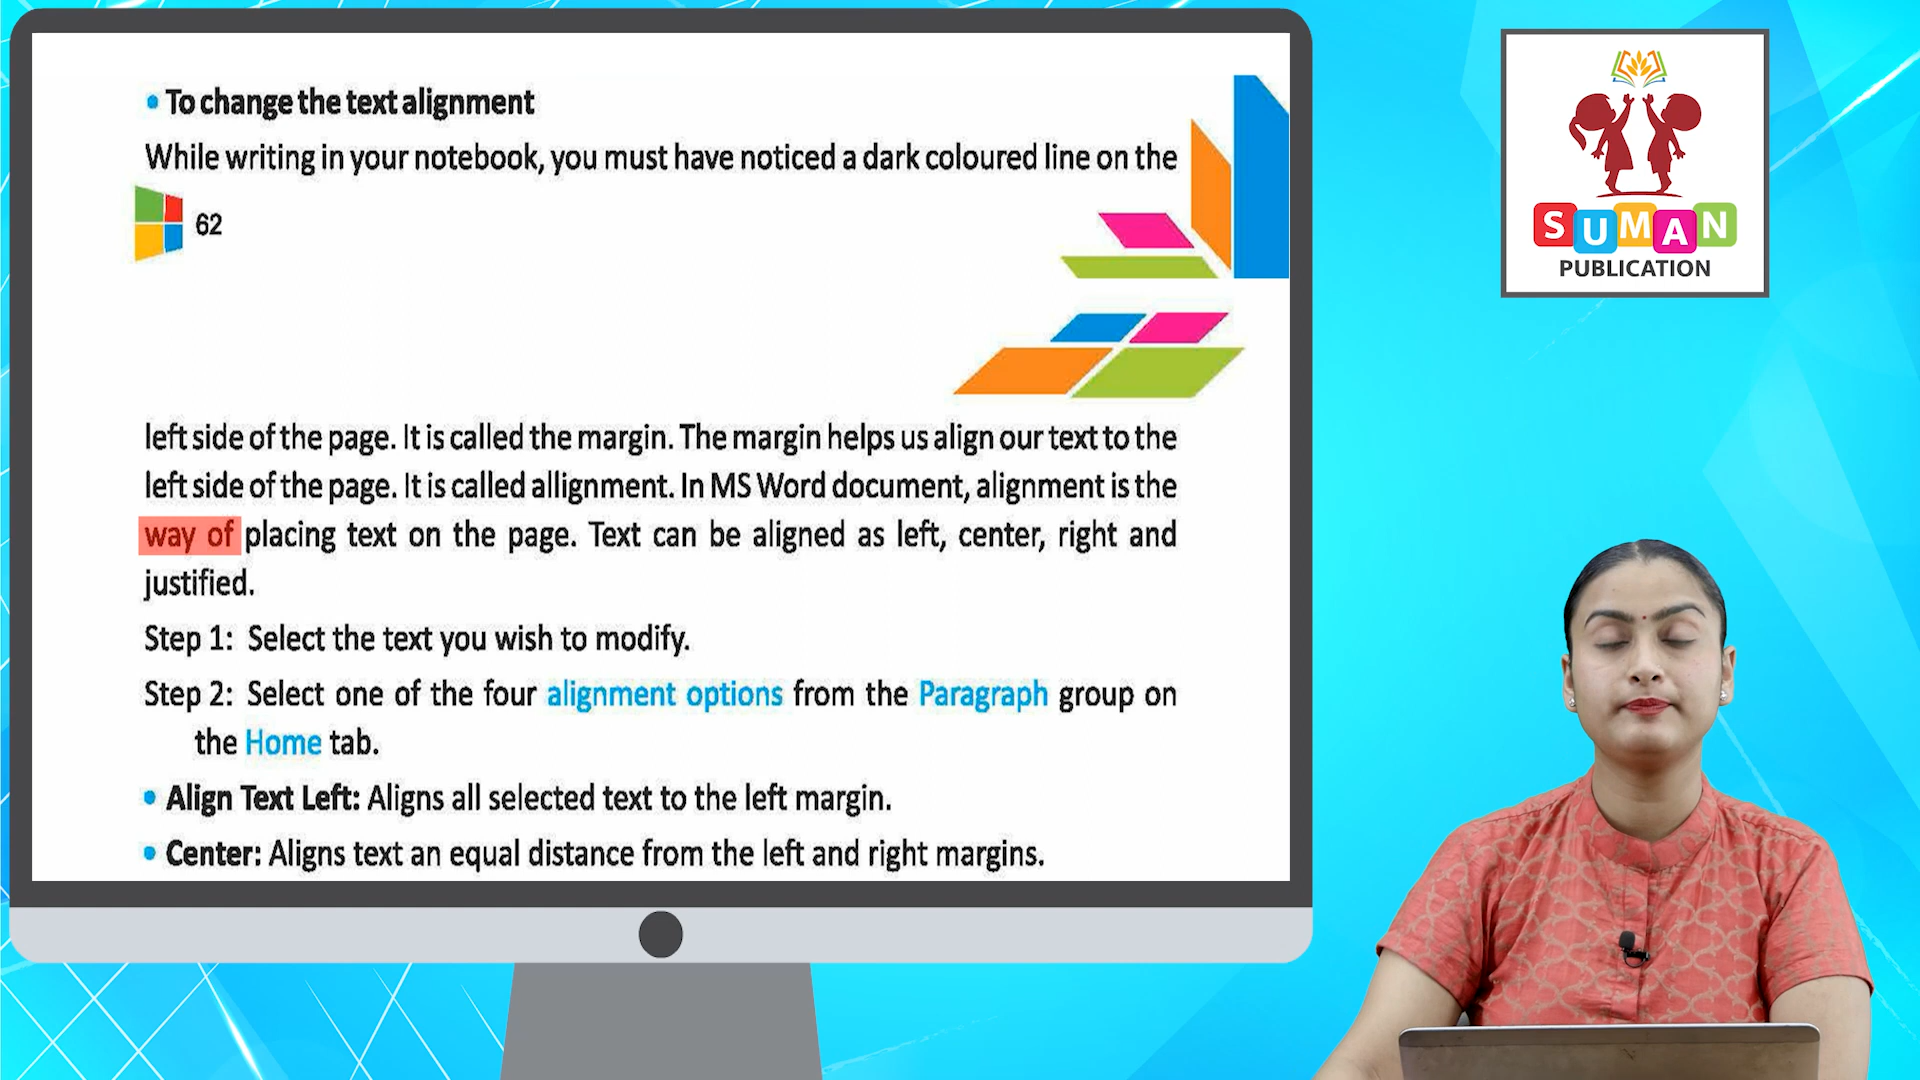 • To change the text alignment
While writing in your notebook, you must have noticed a dark coloured line on the
62
left side of the page. It is called the margin. The margin helps us align our text to the
left side of the page. It is called allignment. In MS Word document, alignment is the
way of placing text on the page. Text can be aligned as left, center, right and
justified.
Step 1: Select the text you wish to modify.
Step 2: Select one of the four alignment options from the Paragraph group on
the Home tab.
• Align Text Left: Aligns all selected text to the left margin.
• Center: Aligns text an equal distance from the left and right margins.
SUMAN
PUBLICATION